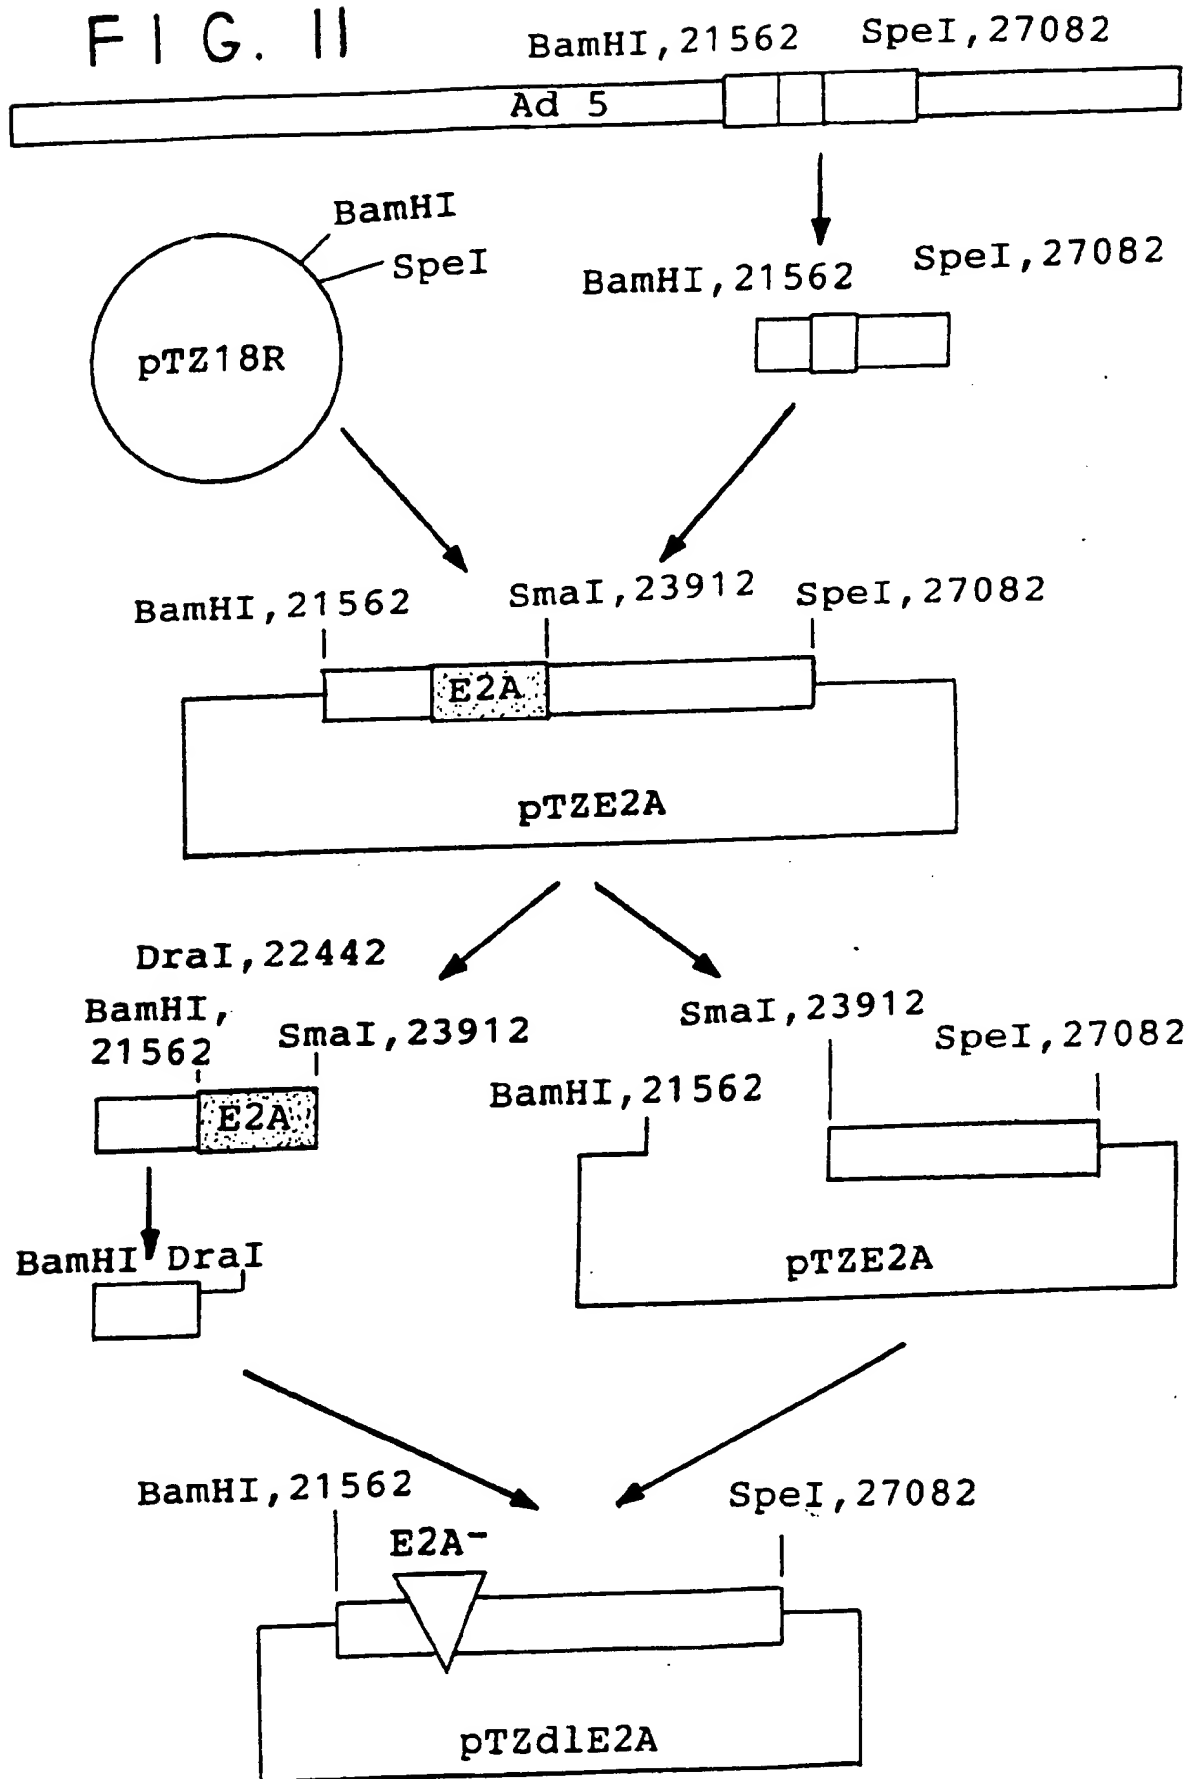 FIG. 11
BamHI,21562 SpeI,27082
Ad 5
BamHI
SpeI
pTZ18R
BamHI,21562 SpeI,27082
BamHI,21562 SmaI,23912 SpeI,27082
E2A
pTZE2A
DraI,22442
BamHI,
21562
SmaI,23912
E2A
SmaI,23912
SpeI,27082
BamHI,21562
BamHI DraI
pTZE2A
BamHI,21562 SpeI,27082
E2A-
pTZdlE2A